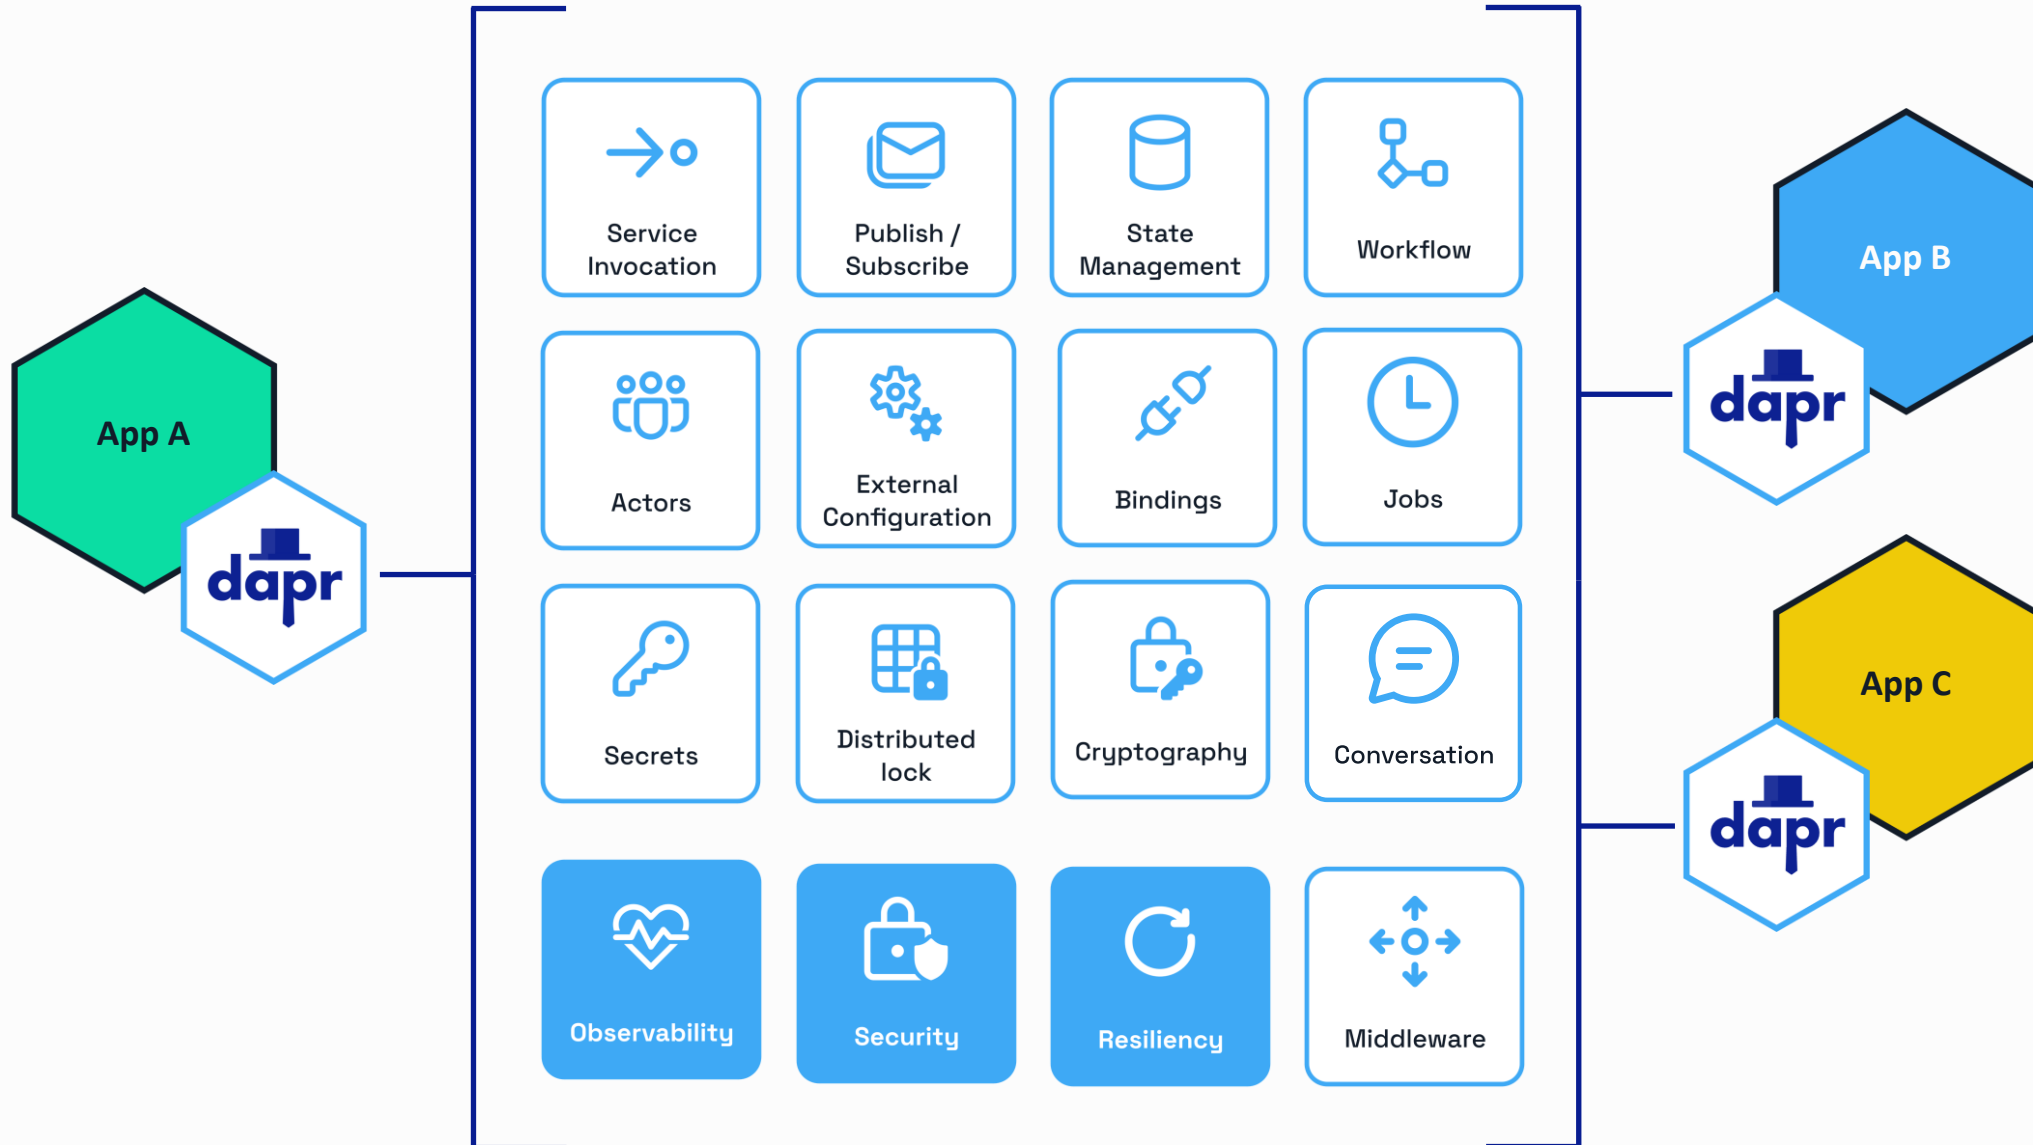 Service
Invocation
Publish /
Subscribe
State
Management
Workflow
App B
dapr
App A
dapr
Actors
External
Configuration
Bindings
Jobs
Secrets
Distributed
lock
Cryptography
Conversation
App C
dapr
Observability
Security
Resiliency
Middleware